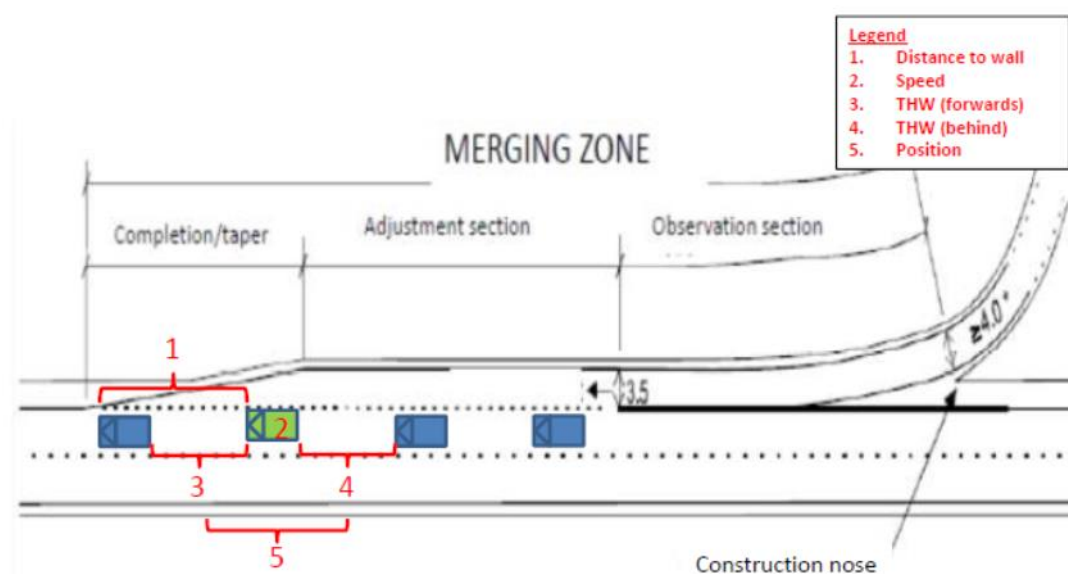 Legend
1. Distance to wall
2. Speed
3. THW (forwards)
4. THW (behind)
5. Position
MERGING ZONE
Completion/taper
Adjustment section
Observation section
≥4.0
3.5
1
2
3
4
5
Construction nose